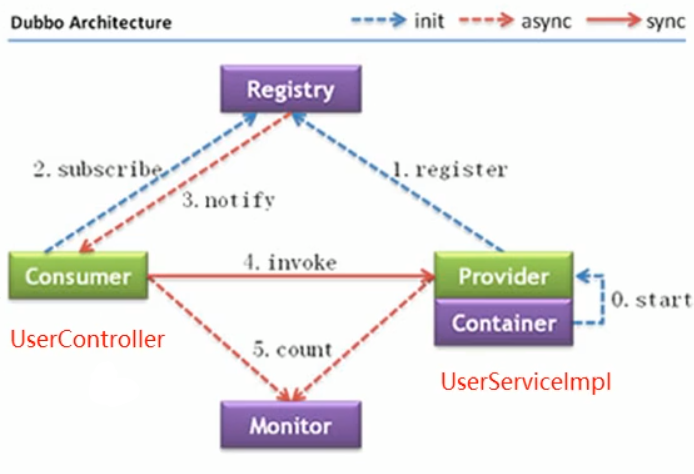 Dubbo Architecture
init
async
sync
Registry
2. subscribe
1. register
3. notify
Consumer
4. invoke
Provider
0. start
Container
UserController
5. count
UserServiceImpl
Monitor